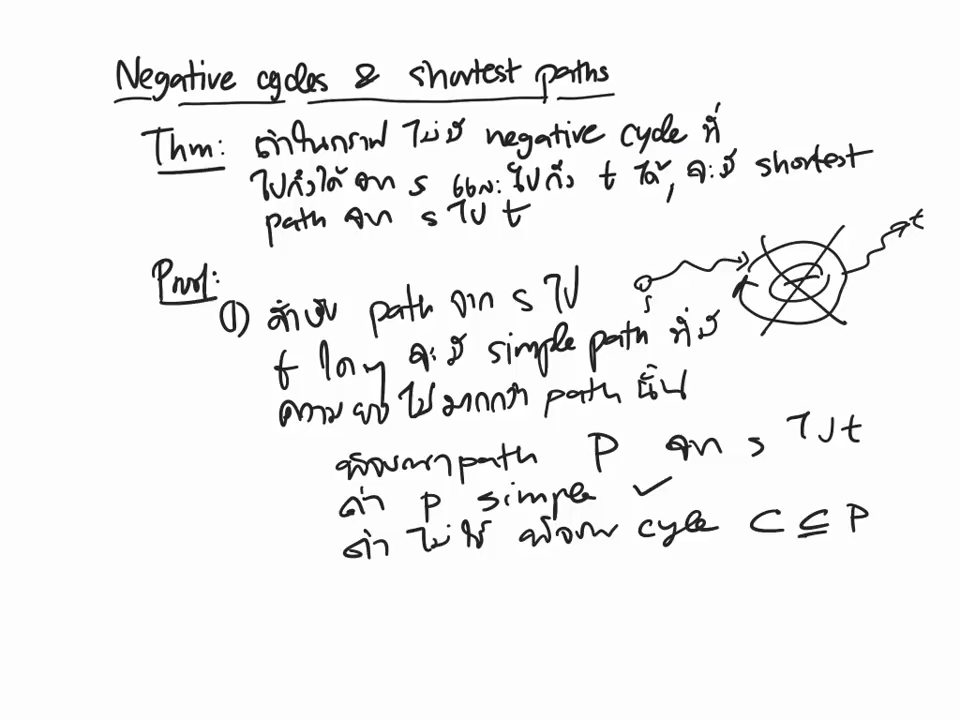 Negative cycles & shortest paths
Thm: ถ้าในกราฟ ไม่มี negative cycle ที่
ไปถึงได้ จาก s และ ไปถึง t ได้, จะมี shortest
path จาก s ไป t
Proof:
① สำหรับ path จาก s ไป
t ใดๆ จะมี simple path ที่มี
ความยาว ไม่มากกว่า path นั้น
s
t
พิจารณา path P จาก s ไป t
ถ้า P simple ✓
ถ้า ไม่ใช่ พิจารณา cycle C ⊆ P